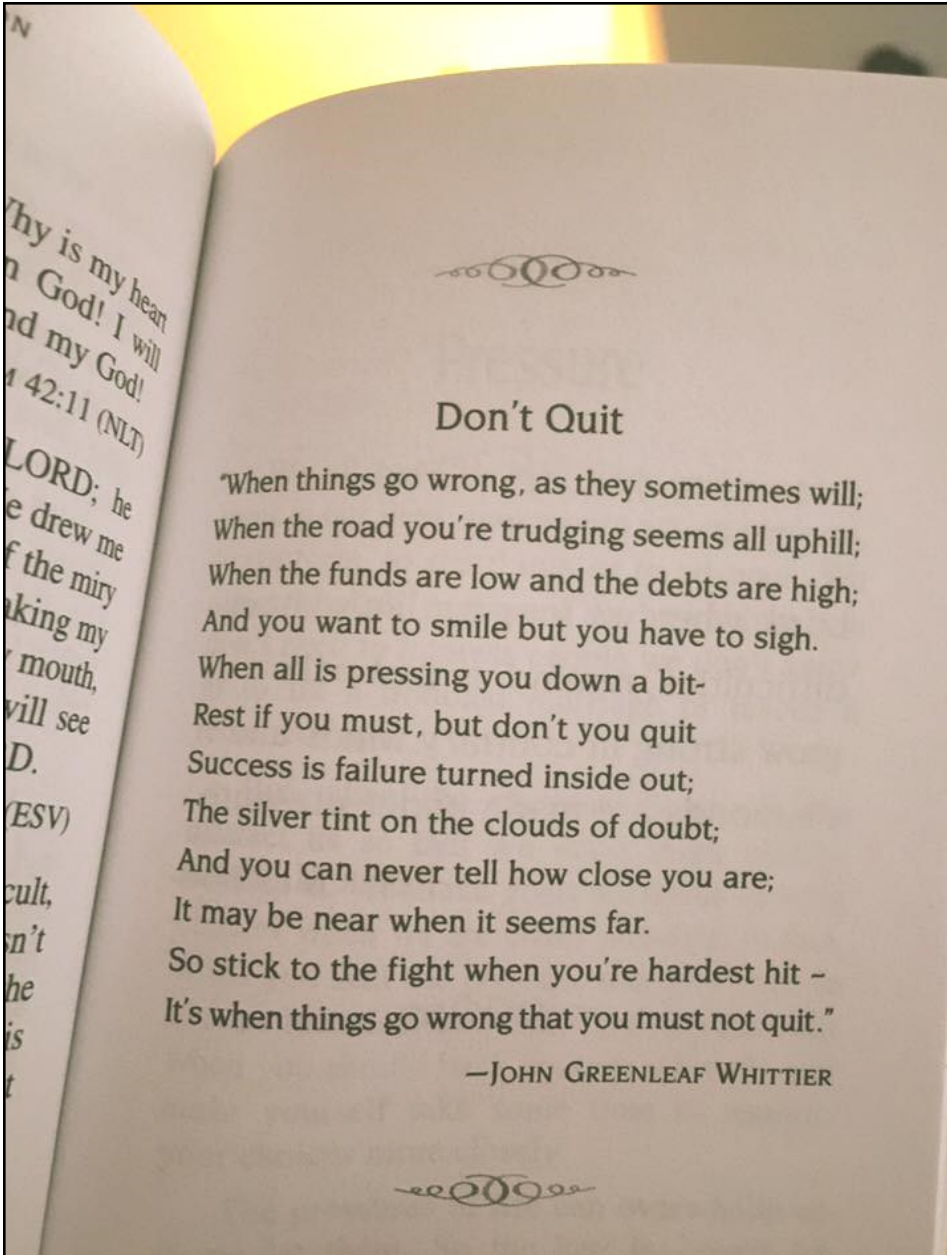 N
Why is my heart
n God! I will
nd my God!
42:11 (NLT)
LORD; he
e drew me
f the miry
aking my
mouth,
will see
D.
(ESV)
cult,
sn't
he
is
t
Don't Quit
"When things go wrong, as they sometimes will;
When the road you're trudging seems all uphill;
When the funds are low and the debts are high;
And you want to smile but you have to sigh.
When all is pressing you down a bit-
Rest if you must, but don't you quit
Success is failure turned inside out;
The silver tint on the clouds of doubt;
And you can never tell how close you are;
It may be near when it seems far.
So stick to the fight when you're hardest hit –
It's when things go wrong that you must not quit."
—JOHN GREENLEAF WHITTIER